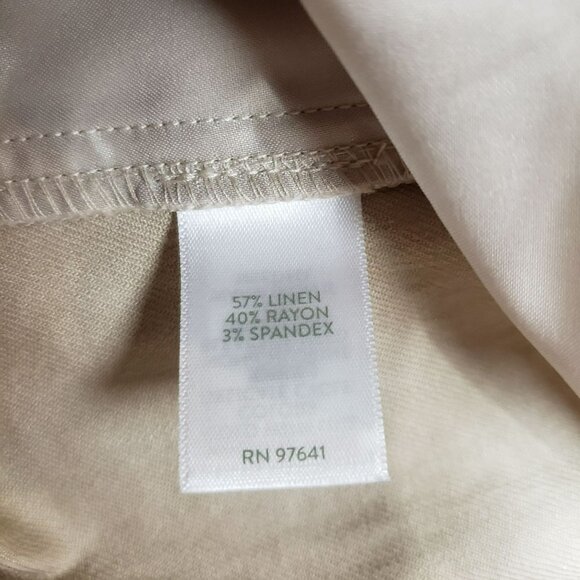 57% LINEN
40% RAYON
3% SPANDEX
RN 97641